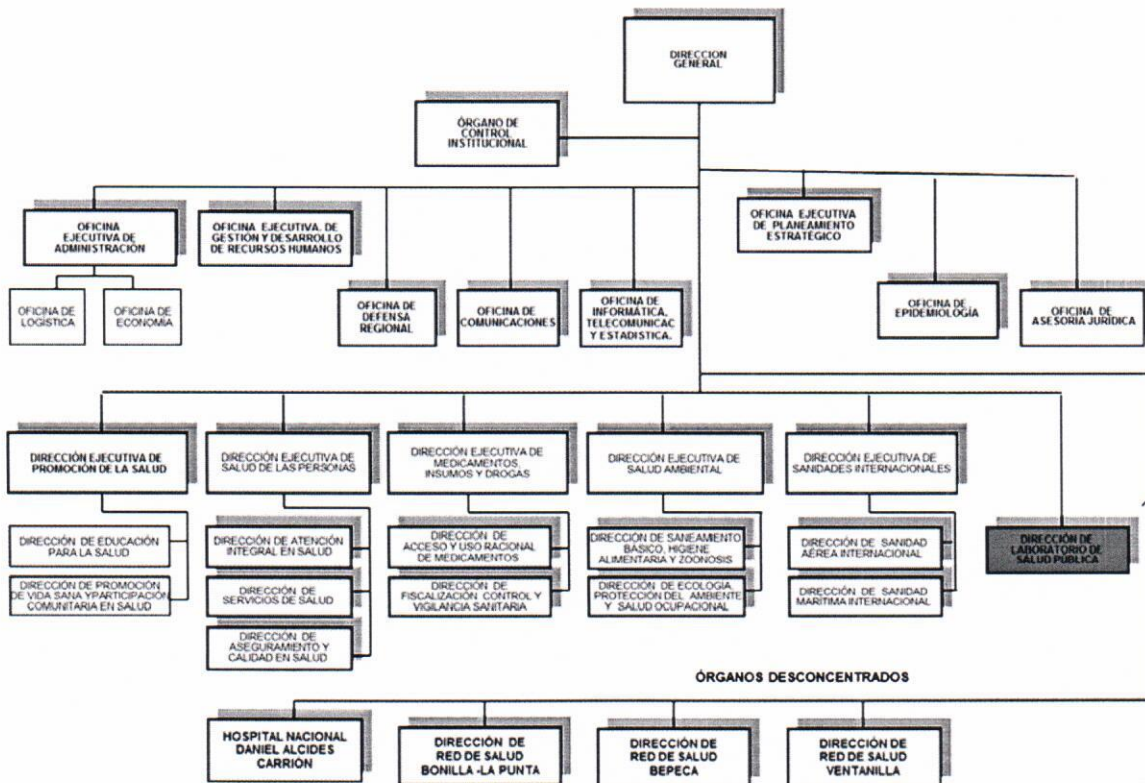 DIRECCION
GENERAL
ÓRGANO DE
CONTROL
INSTITUCIONAL
OFICINA
EJECUTIVA DE
ADMINISTRACIÓN
OFICINA EJECUTIVA. DE
GESTIÓN Y DESARROLLO
DE RECURSOS HUMANOS
OFICINA EJECUTIVA
DE PLANEAMIENTO
ESTRATÉGICO
OFICINA DE
LOGÍSTICA
OFICINA DE
ECONOMÍA
OFICINA DE
DEFENSA
REGIONAL
OFICINA DE
COMUNICACIONES
OFICINA DE
INFORMÁTICA,
TELECOMUNICAC
Y ESTADISTICA.
OFICINA DE
EPIDEMIOLOGÍA
OFICINA DE
ASESORIA JURÍDICA
DIRECCIÓN EJECUTIVA DE
PROMOCIÓN DE LA SALUD
DIRECCIÓN EJECUTIVA DE
SALUD DE LAS PERSONAS
DIRECCIÓN EJECUTIVA DE
MEDICAMENTOS,
INSUMOS Y DROGAS
DIRECCIÓN EJECUTIVA DE
SALUD AMBIENTAL
DIRECCIÓN EJECUTIVA DE
SANIDADES INTERNACIONALES
DIRECCIÓN DE EDUCACIÓN
PARA LA SALUD
DIRECCIÓN DE ATENCIÓN
INTEGRAL EN SALUD
DIRECCIÓN DE
ACCESO Y USO RACIONAL
DE MEDICAMENTOS
DIRECCIÓN DE SANEAMIENTO
BÁSICO, HIGIENE
ALIMENTARIA Y ZOONOSIS
DIRECCIÓN DE SANIDAD
AÉREA INTERNACIONAL
DIRECCIÓN DE
LABORATORIO DE
SALUD PÚBLICA
DIRECCIÓN DE PROMOCIÓN
DE VIDA SANA YPARTICIPACIÓN
COMUNITARIA EN SALUD
DIRECCIÓN DE
SERVICIOS DE SALUD
DIRECCIÓN DE
FISCALIZACIÓN CONTROL Y
VIGILANCIA SANITARIA
DIRECCIÓN DE ECOLOGÍA,
PROTECCIÓN DEL AMBIENTE
Y SALUD OCUPACIONAL
DIRECCIÓN DE SANIDAD
MARÍTIMA INTERNACIONAL
DIRECCIÓN DE
ASEGURAMIENTO Y
CALIDAD EN SALUD
ÓRGANOS DESCONCENTRADOS
HOSPITAL NACIONAL
DANIEL ALCIDES
CARRIÓN
DIRECCIÓN DE
RED DE SALUD
BONILLA -LA PUNTA
DIRECCIÓN DE
RED DE SALUD
BEPECA
DIRECCIÓN DE
RED DE SALUD
VENTANILLA